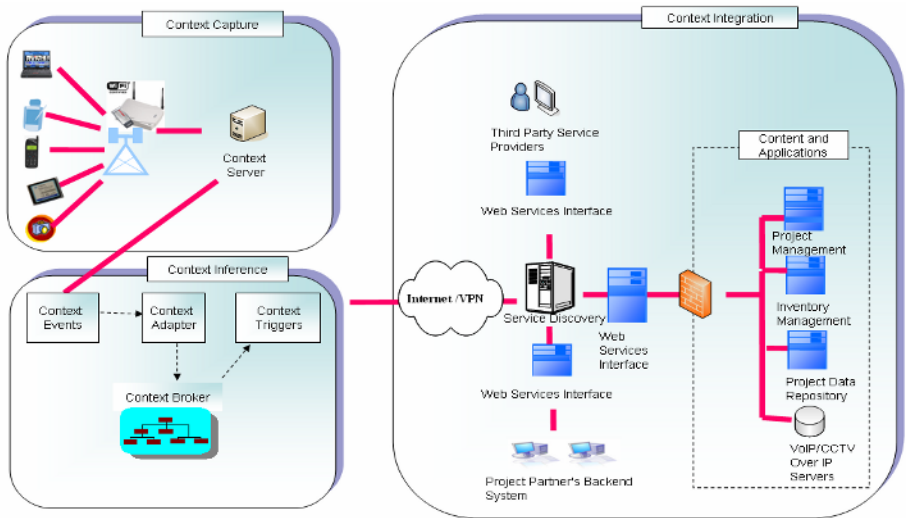 Context Capture
Wi Fi
Context
Server
Context Inference
Context
Events
Context
Adapter
Context
Triggers
Context Broker
Context Integration
Third Party Service
Providers
Web Services Interface
Internet /VPN
Service Discovery
Web
Services
Interface
Web Services Interface
Project Partner's Backend
System
Content and
Applications
Project
Management
Inventory
Management
Project Data
Repository
VoIP/CCTV
Over IP
Servers